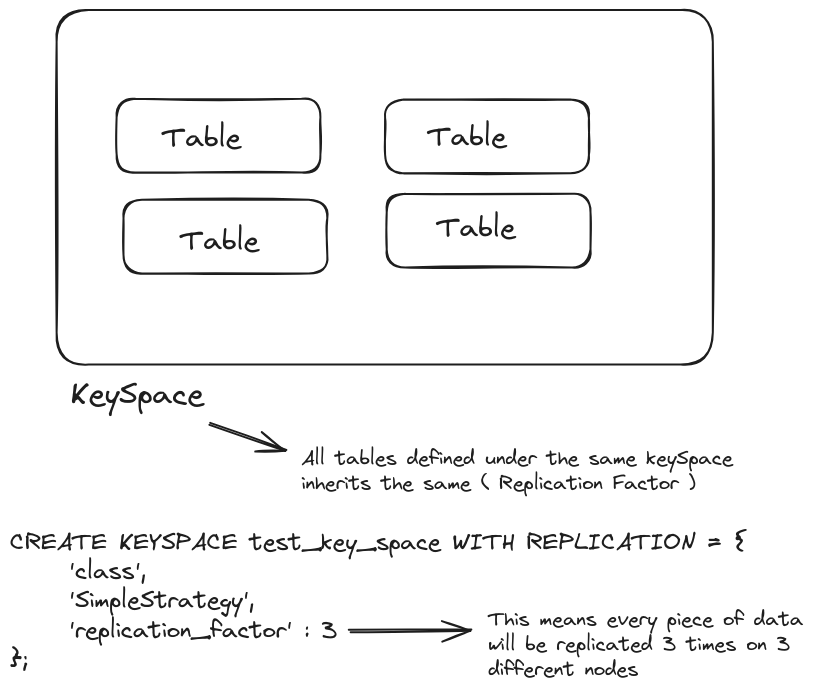 Table
Table
Table
Table
KeySpace
All tables defined under the same keySpace
inherits the same ( Replication Factor )
CREATE KEYSPACE test_key_space WITH REPLICATION = {
'class',
'SimpleStrategy',
'replication_factor' : 3
This means every piece of data
will be replicated 3 times on 3
different nodes
};